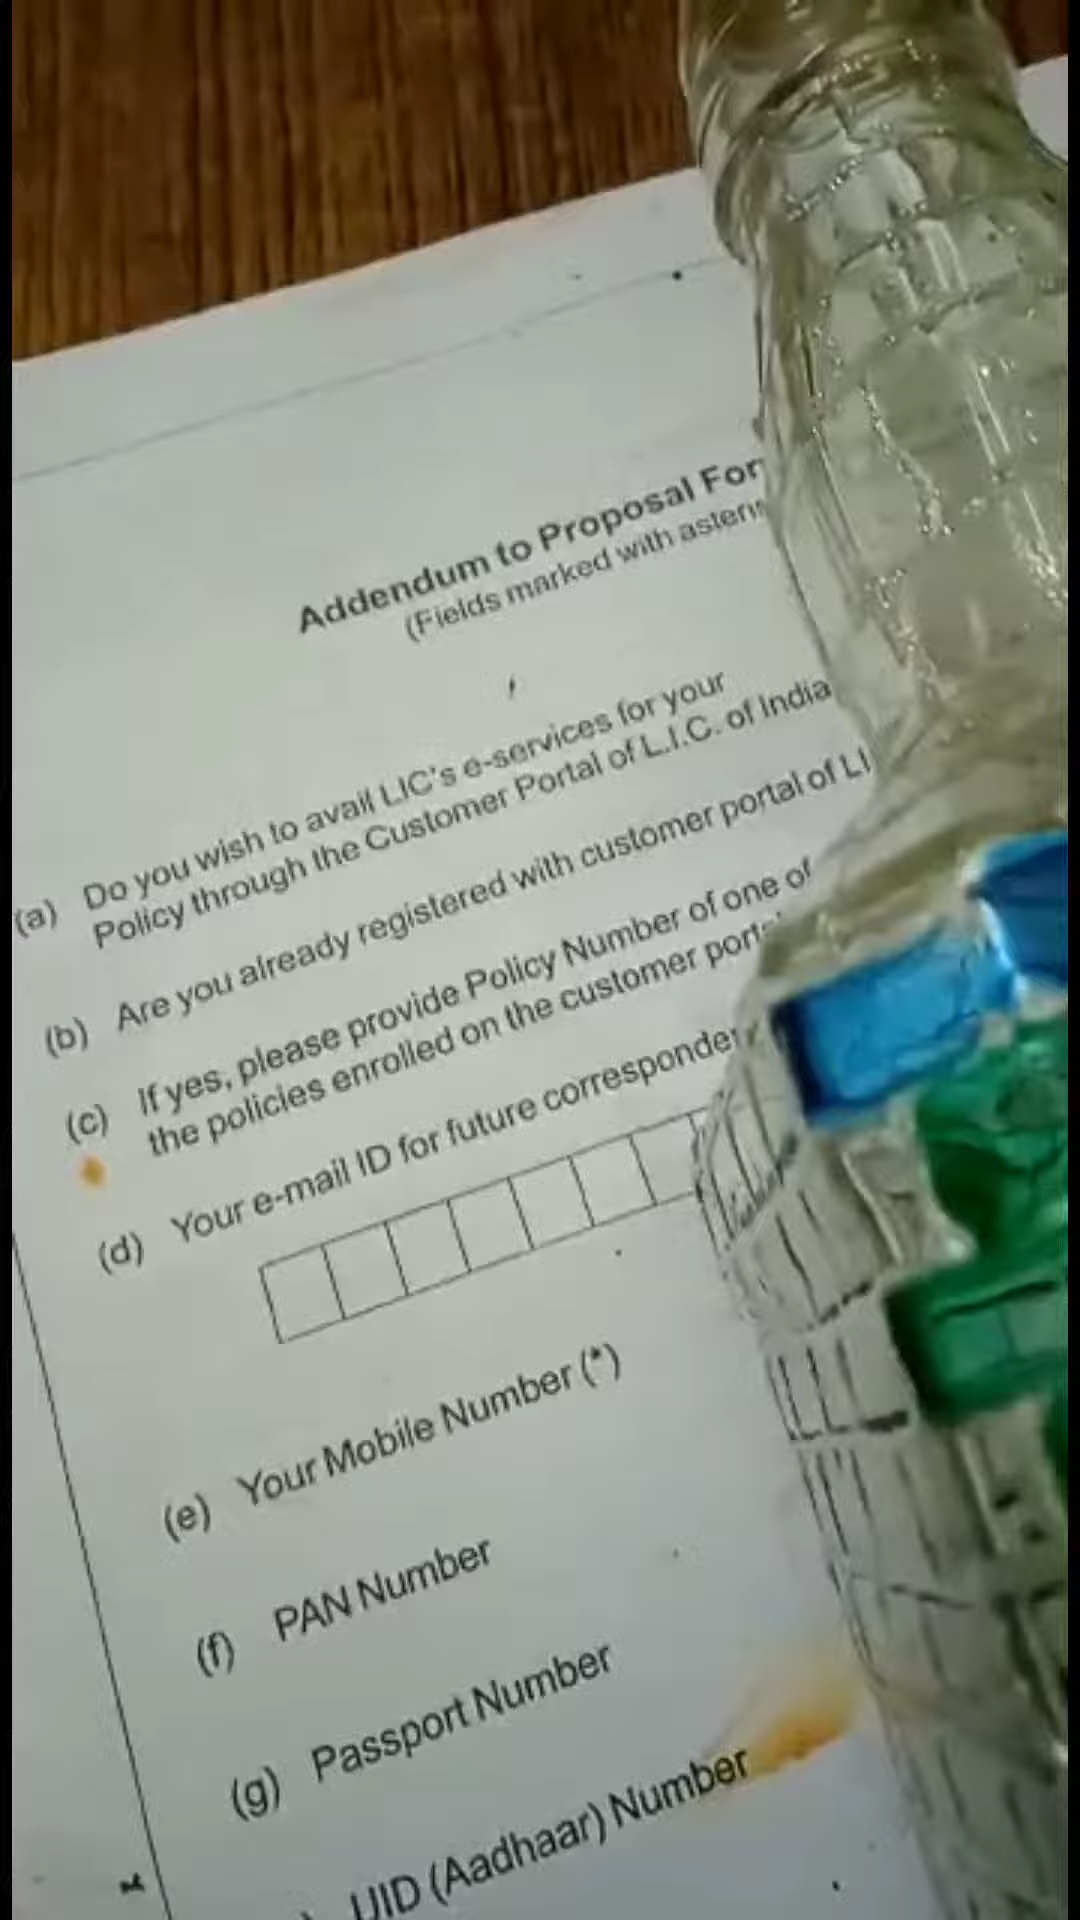 Addendum to Proposal For
(Fields marked with asteris
(a) Do you wish to avail LIC's e-services for your
Policy through the Customer Portal of L.I.C. of India
(b) Are you already registered with customer portal of LI
(c) If yes, please provide Policy Number of one of
the policies enrolled on the customer porta
(d) Your e-mail ID for future corresponden
(e) Your Mobile Number (*)
(f) PAN Number
(g) Passport Number
) UID (Aadhaar) Number